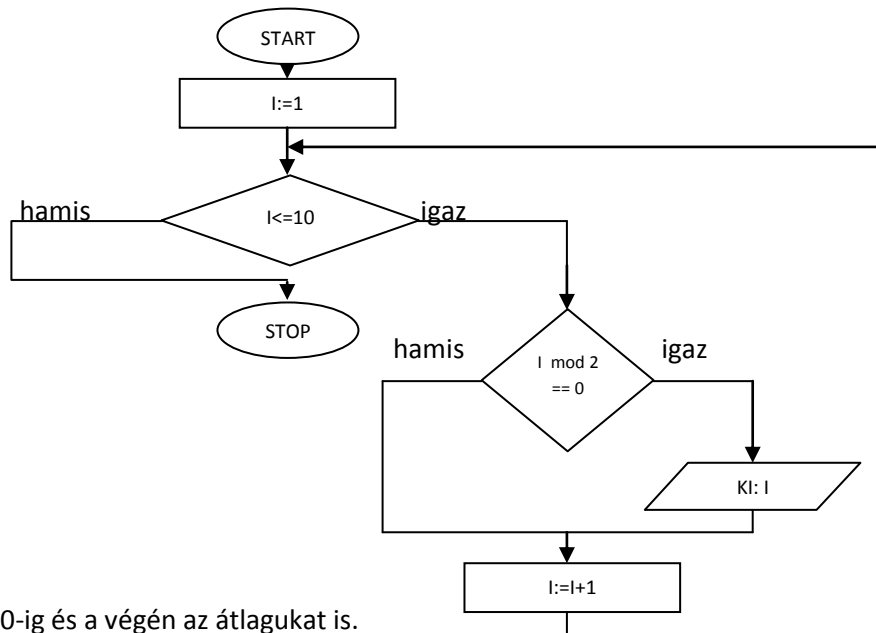 START
I:=1
hamis
I<=10
igaz
STOP
hamis
I mod 2
== 0
igaz
KI: I
I:=I+1
0-ig és a végén az átlagukat is.